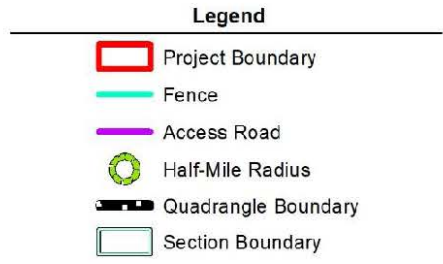 Legend
Project Boundary
Fence
Access Road
Half-Mile Radius
Quadrangle Boundary
Section Boundary